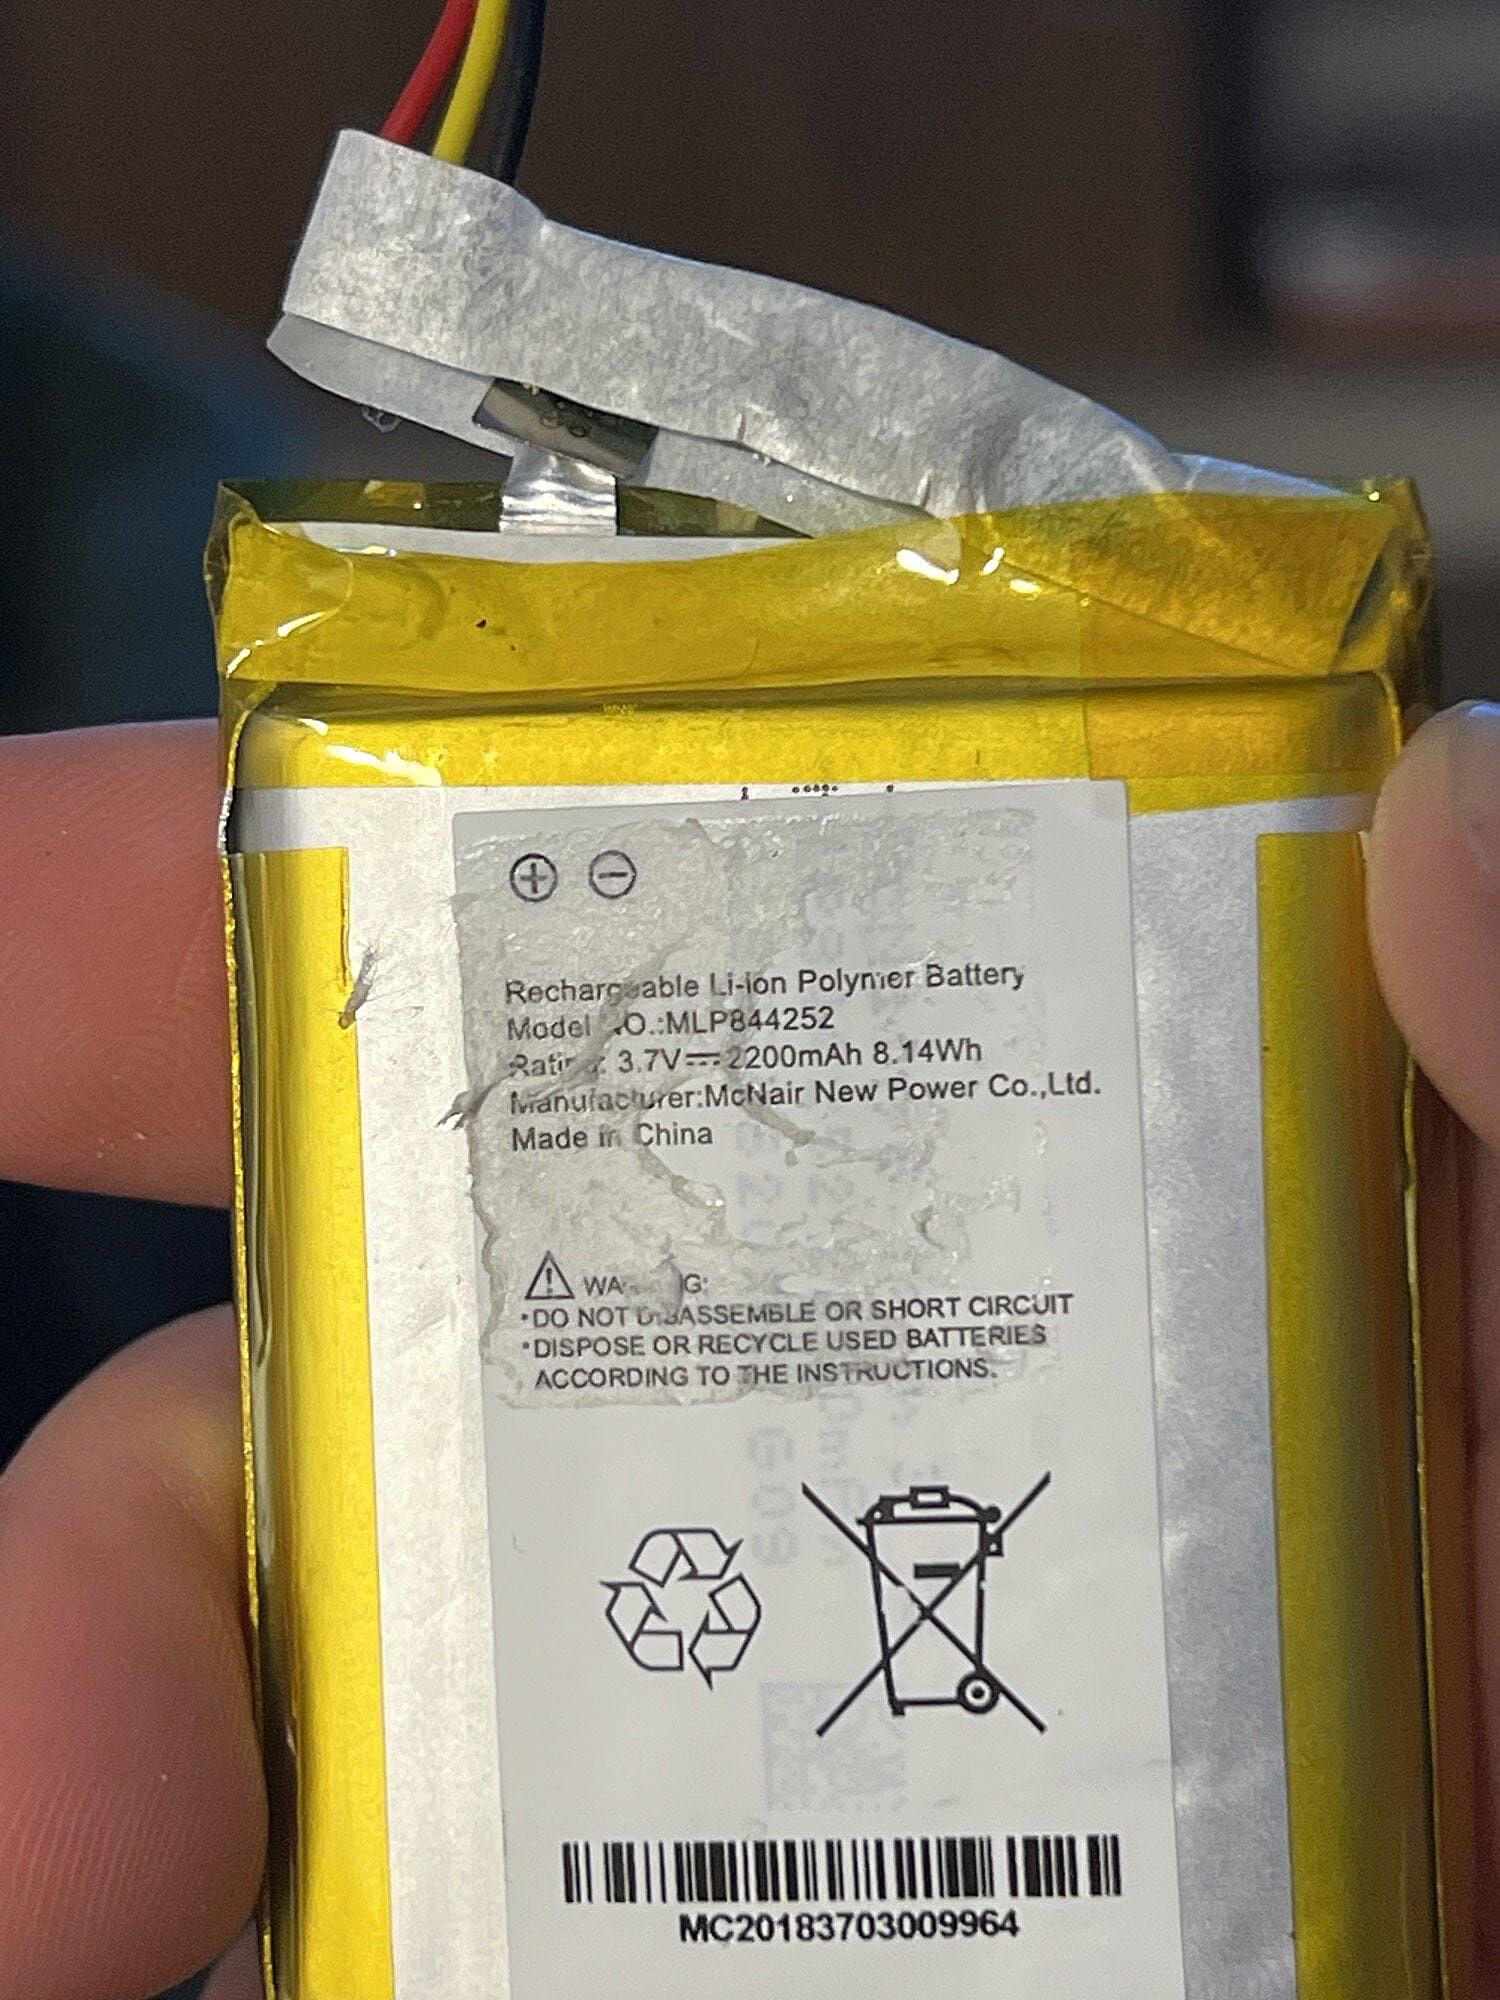 Rechargeable Li-ion Polymer Battery
Model NO.:MLP844252
Rating: 3.7V⎓2200mAh 8.14Wh
Manufacturer:McNair New Power Co.,Ltd.
Made in China
WARNING:
•DO NOT DISASSEMBLE OR SHORT CIRCUIT
•DISPOSE OR RECYCLE USED BATTERIES
ACCORDING TO THE INSTRUCTIONS.
MC20183703009964